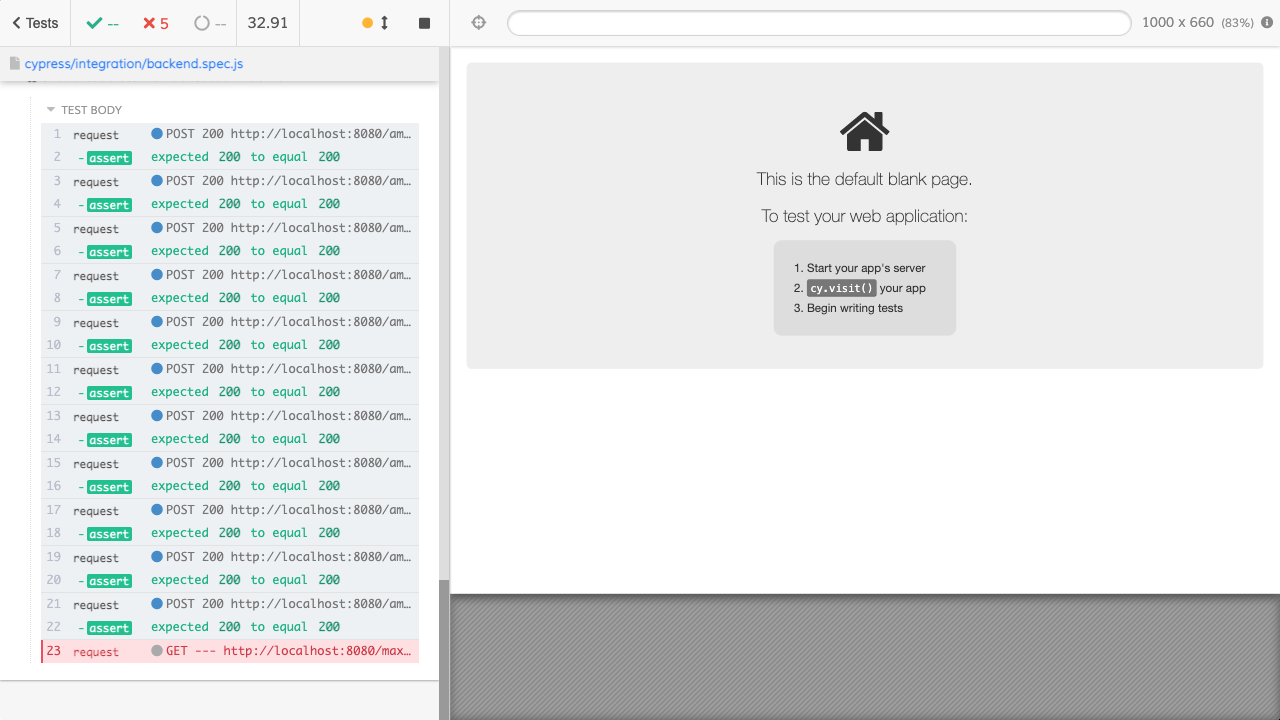 Tests -- 5 -- 32.91 1000 x 660 (83%)
cypress/integration/backend.spec.js
TEST BODY
1 request POST 200 http://localhost:8080/am…
2 - assert expected 200 to equal 200
3 request POST 200 http://localhost:8080/am…
4 - assert expected 200 to equal 200
5 request POST 200 http://localhost:8080/am…
6 - assert expected 200 to equal 200
7 request POST 200 http://localhost:8080/am…
8 - assert expected 200 to equal 200
9 request POST 200 http://localhost:8080/am…
10 - assert expected 200 to equal 200
11 request POST 200 http://localhost:8080/am…
12 - assert expected 200 to equal 200
13 request POST 200 http://localhost:8080/am…
14 - assert expected 200 to equal 200
15 request POST 200 http://localhost:8080/am…
16 - assert expected 200 to equal 200
17 request POST 200 http://localhost:8080/am…
18 - assert expected 200 to equal 200
19 request POST 200 http://localhost:8080/am…
20 - assert expected 200 to equal 200
21 request POST 200 http://localhost:8080/am…
22 - assert expected 200 to equal 200
23 request GET --- http://localhost:8080/max…
This is the default blank page.
To test your web application:
1. Start your app's server
2. cy.visit() your app
3. Begin writing tests